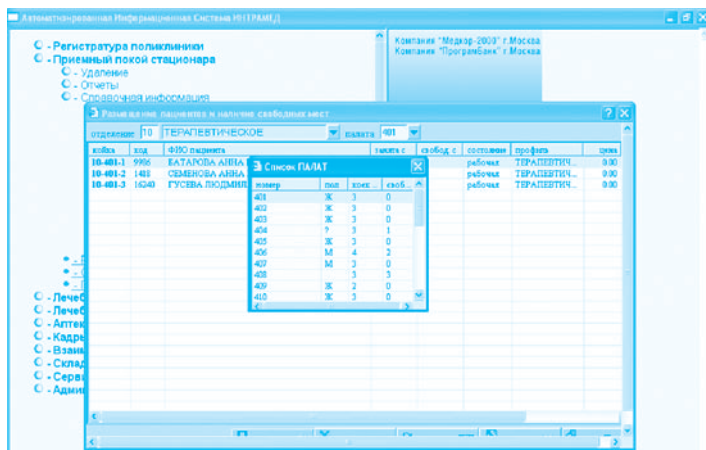 Автоматизированная Информационная Система ИНТРАМЕД
- Регистратура поликлиники
- Приемный покой стационара
- Удаление
- Отчеты
- Справочная информация
Компания "Медкор-2000" г.Москва
Компания "ПрограмБанк" г.Москва
Размещение пациентов и наличие свободных мест
отделение 10 ТЕРАПЕВТИЧЕСКОЕ палата 401
койка код ФИО пациента занята с свобод. с состояние профиль цена
10-401-1 9986 БАТАРОВА АННА рабочая ТЕРАПЕВТИЧ... 0.00
10-401-2 1418 СЕМЕНОВА АННА рабочая ТЕРАПЕВТИЧ... 0.00
10-401-3 16240 ГУСЕВА ЛЮДМИЛ рабочая ТЕРАПЕВТИЧ... 0.00
Список ПАЛАТ
номер пол коек ... своб...
401 Ж 3 0
402 Ж 3 0
403 Ж 3 0
404 ? 3 1
405 Ж 3 0
406 М 4 2
407 М 3 0
408 3 3
409 Ж 2 0
410 Ж 3 0
- Лечеб
- Лечеб
- Аптек
- Кадры
- Взаим
- Склад
- Серви
- Админ